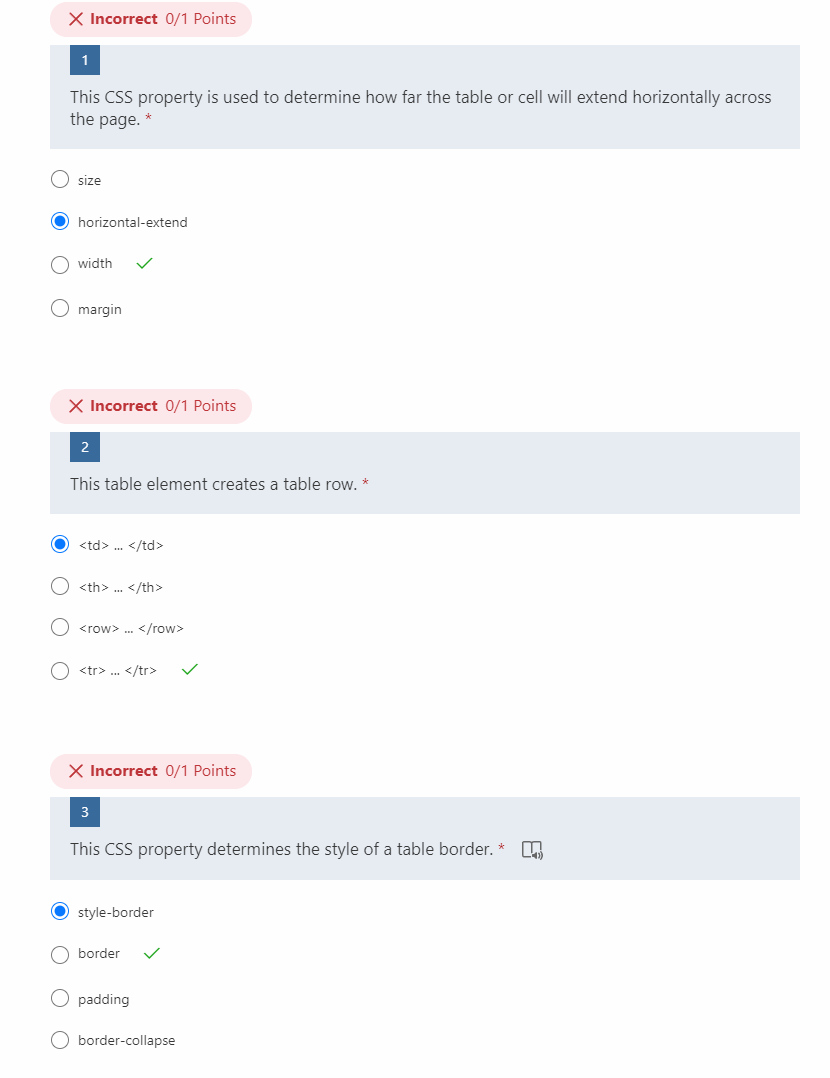 Incorrect 0/1 Points
1
This CSS property is used to determine how far the table or cell will extend horizontally across
the page. *
size
horizontal-extend
width
margin
Incorrect 0/1 Points
2
This table element creates a table row. *
<td> ... </td>
<th> ... </th>
<row> ... </row>
<tr> ... </tr>
Incorrect 0/1 Points
3
This CSS property determines the style of a table border. *
style-border
border
padding
border-collapse